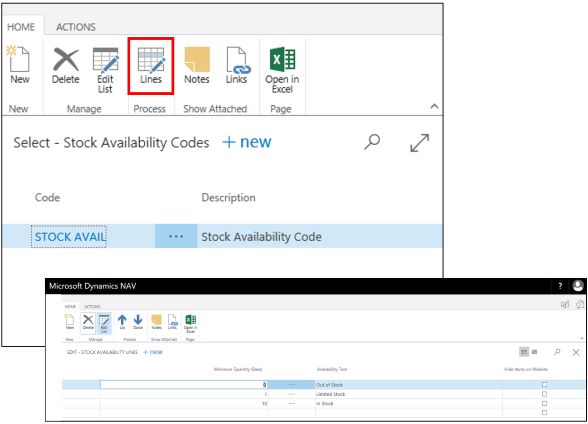 HOME ACTIONS
New Delete Edit List Lines Notes Links Open in Excel
New Manage Process Show Attached Page
Select - Stock Availability Codes + new
Code Description
STOCK AVAIL ... Stock Availability Code
Microsoft Dynamics NAV ?
HOME ACTIONS
New Delete Edit List Up Down Notes Links Open in Excel
New Manage Process Show Attached Page
EDIT - STOCK AVAILABILITY LINES + new
Minimum Quantity (Base) Availability Text Hide Items on Website
0 ... Out of Stock
1 ... Limited Stock
10 ... In Stock